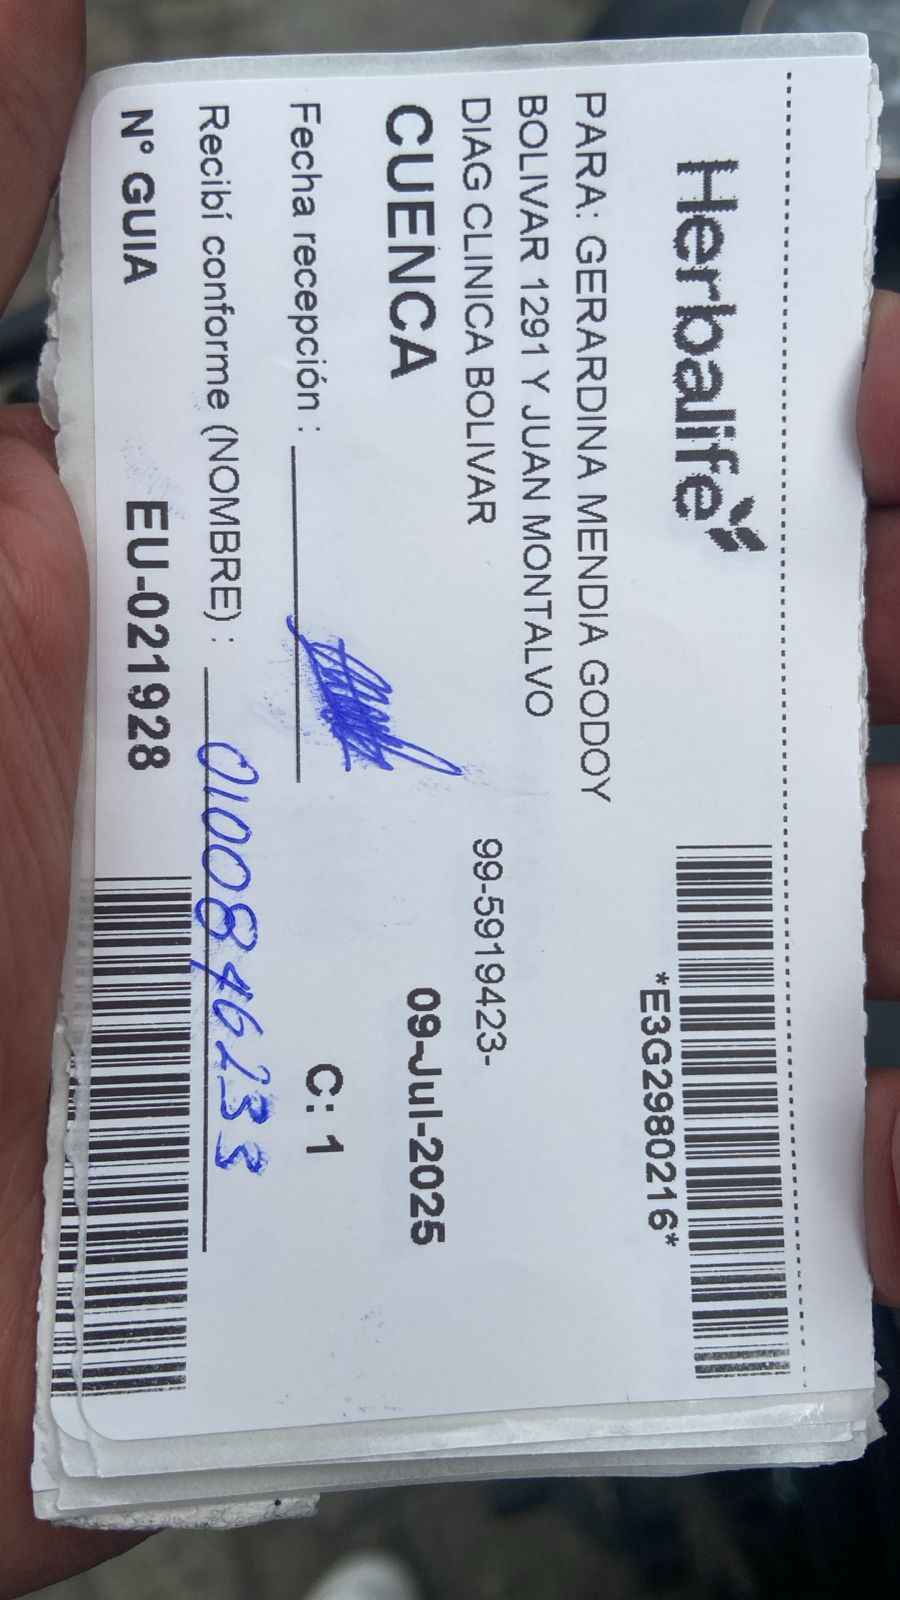 Herbalife
*E3G2980216*
PARA: GERARDINA MENDIA GODOY
BOLIVAR 1291 Y JUAN MONTALVO
DIAG CLINICA BOLIVAR 99-5919423-
CUENCA 09-Jul-2025
Fecha recepción : C: 1
Recibí conforme (NOMBRE) : 0100846233
N° GUIA EU-021928